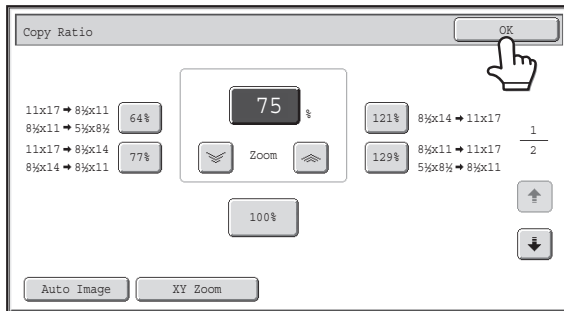 Copy Ratio
OK
11x17 ➞ 8½x11
8½x11 ➞ 5½x8½
64%
11x17 ➞ 8½x14
8½x14 ➞ 8½x11
77%
75 %
Zoom
100%
121%
8½x14 ➞ 11x17
129%
8½x11 ➞ 11x17
5½x8½ ➞ 8½x11
1
2
Auto Image
XY Zoom